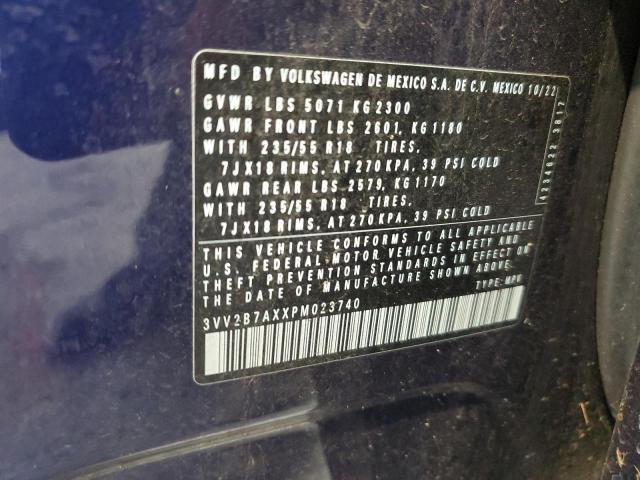 MFD BY VOLKSWAGEN DE MEXICO S.A. DE C.V. MEXICO 10/22
GVWR LBS 5071 KG 2300
GAWR FRONT LBS 2601, KG 1180
WITH 235/55 R18 TIRES.
7JX18 RIMS, AT 270 KPA, 39 PSI COLD
GAWR REAR LBS 2579, KG 1170
WITH 235/55 R18 TIRES.
7JX18 RIMS, AT 270 KPA, 39 PSI COLD
THIS VEHICLE CONFORMS TO ALL APPLICABLE
U.S. FEDERAL MOTOR VEHICLE SAFETY AND
THEFT PREVENTION STANDARDS IN EFFECT ON
THE DATE OF MANUFACTURE SHOWN ABOVE.
TYPE: MPV
3VV2B7AXXPM023740
4234622 3817